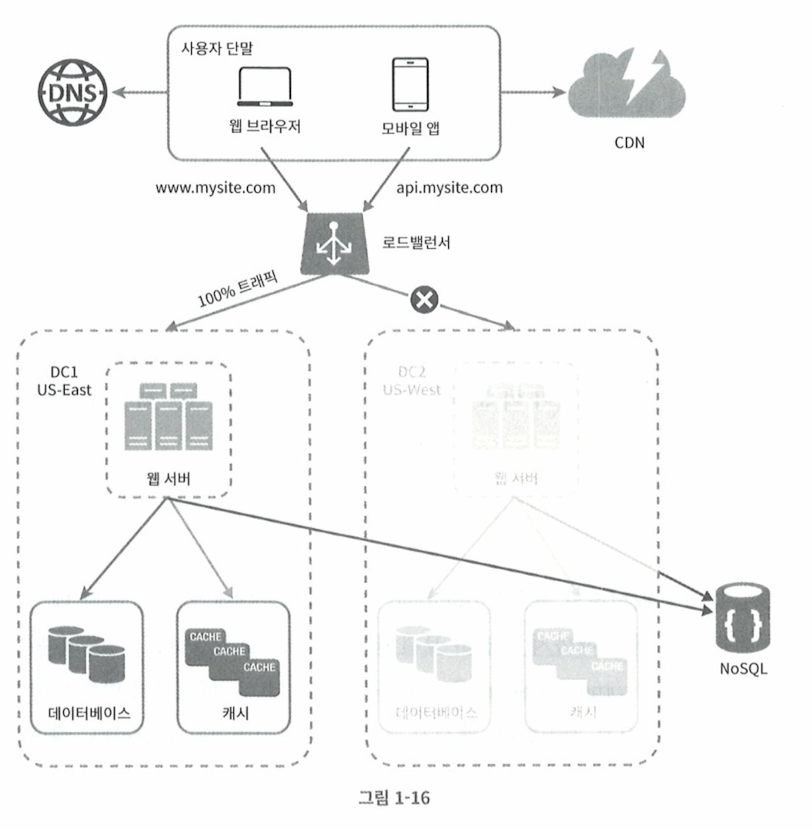 사용자 단말
DNS
웹 브라우저
모바일 앱
CDN
www.mysite.com
api.mysite.com
로드밸런서
100% 트래픽
DC1
US-East
DC2
US-West
웹 서버
웹 서버
CACHE
CACHE
CACHE
데이터베이스
캐시
CACHE
CACHE
CACHE
데이터베이스
캐시
{ }
NoSQL
그림 1-16